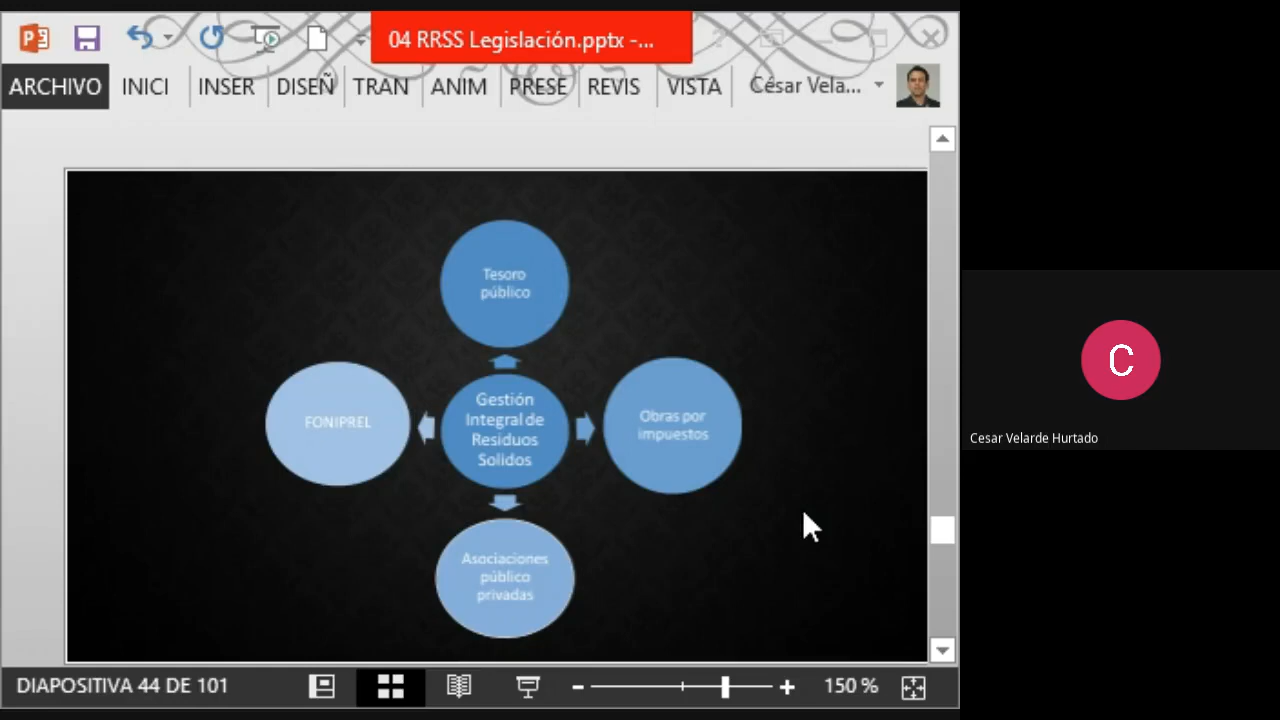 04 RRSS Legislación.pptx -...
ARCHIVO INICI INSER DISEÑ TRAN ANIM PRESE REVIS VISTA César Vela...
Tesoro
público
FONIPREL
Gestión
Integral de
Residuos
Solidos
Obras por
impuestos
Asociaciones
público
privadas
C
Cesar Velarde Hurtado
DIAPOSITIVA 44 DE 101
150 %